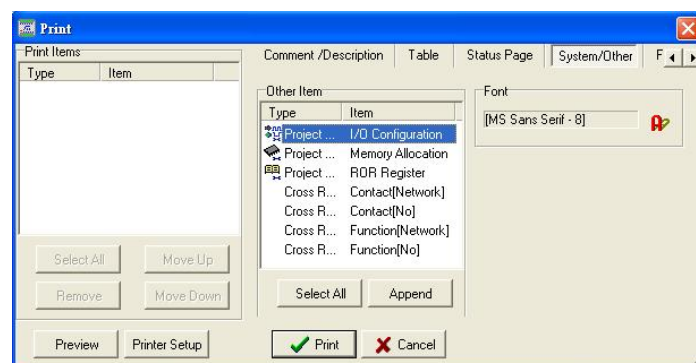 Print
Print Items
Type Item
Select All Move Up
Remove Move Down
Comment /Description Table Status Page System/Other F
Other Item
Type Item
Project ... I/O Configuration
Project ... Memory Allocation
Project ... ROR Register
Cross R... Contact[Network]
Cross R... Contact[No]
Cross R... Function[Network]
Cross R... Function[No]
Select All Append
Font
[MS Sans Serif - 8]
Preview Printer Setup Print Cancel